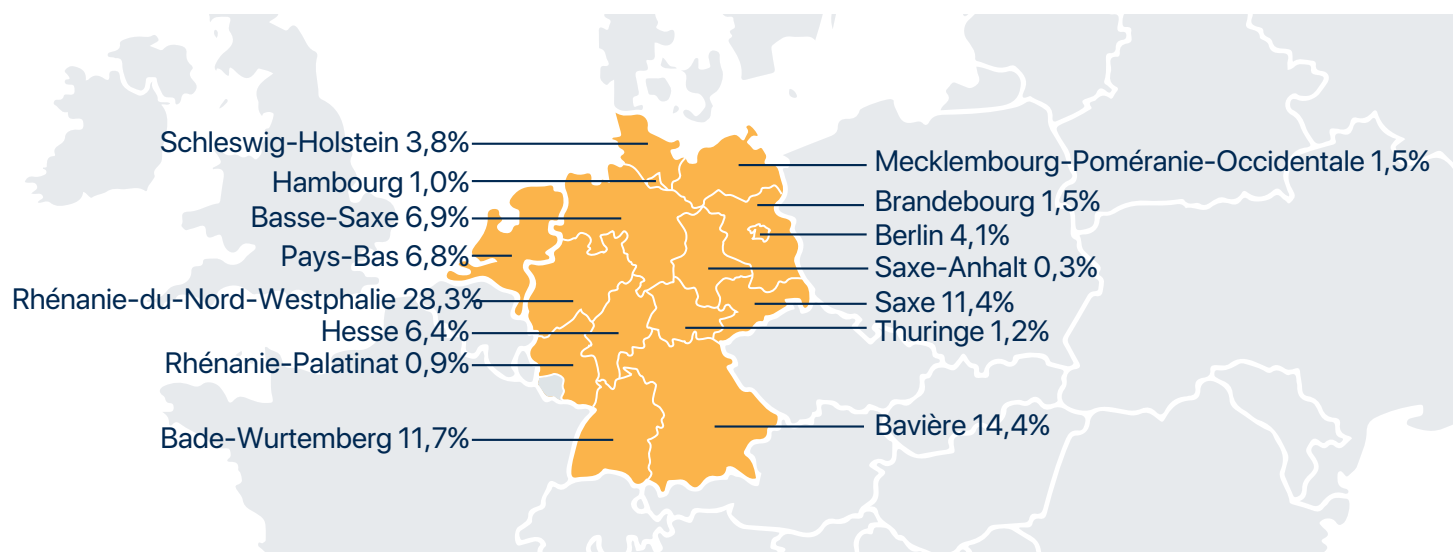 Schleswig-Holstein 3,8%
Hambourg 1,0%
Basse-Saxe 6,9%
Pays-Bas 6,8%
Rhénanie-du-Nord-Westphalie 28,3%
Hesse 6,4%
Rhénanie-Palatinat 0,9%
Bade-Wurtemberg 11,7%
Mecklembourg-Poméranie-Occidentale 1,5%
Brandebourg 1,5%
Berlin 4,1%
Saxe-Anhalt 0,3%
Saxe 11,4%
Thuringe 1,2%
Bavière 14,4%